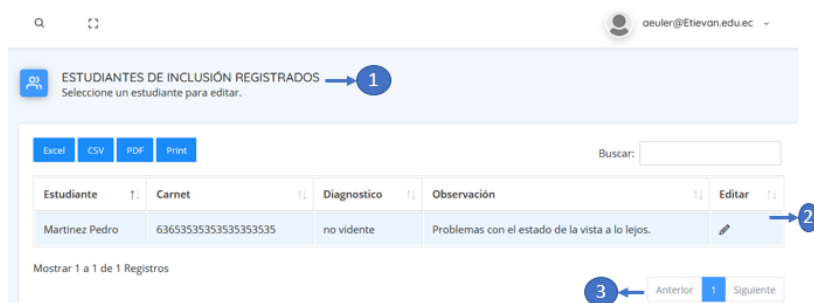 aeuler@Etievan.edu.ec
ESTUDIANTES DE INCLUSIÓN REGISTRADOS 1
Seleccione un estudiante para editar.
Excel CSV PDF Print Buscar:
Estudiante Carnet Diagnostico Observación Editar
Martinez Pedro 63653535353535353535 no vidente Problemas con el estado de la vista a lo lejos. 2
Mostrar 1 a 1 de 1 Registros
3 Anterior 1 Siguiente